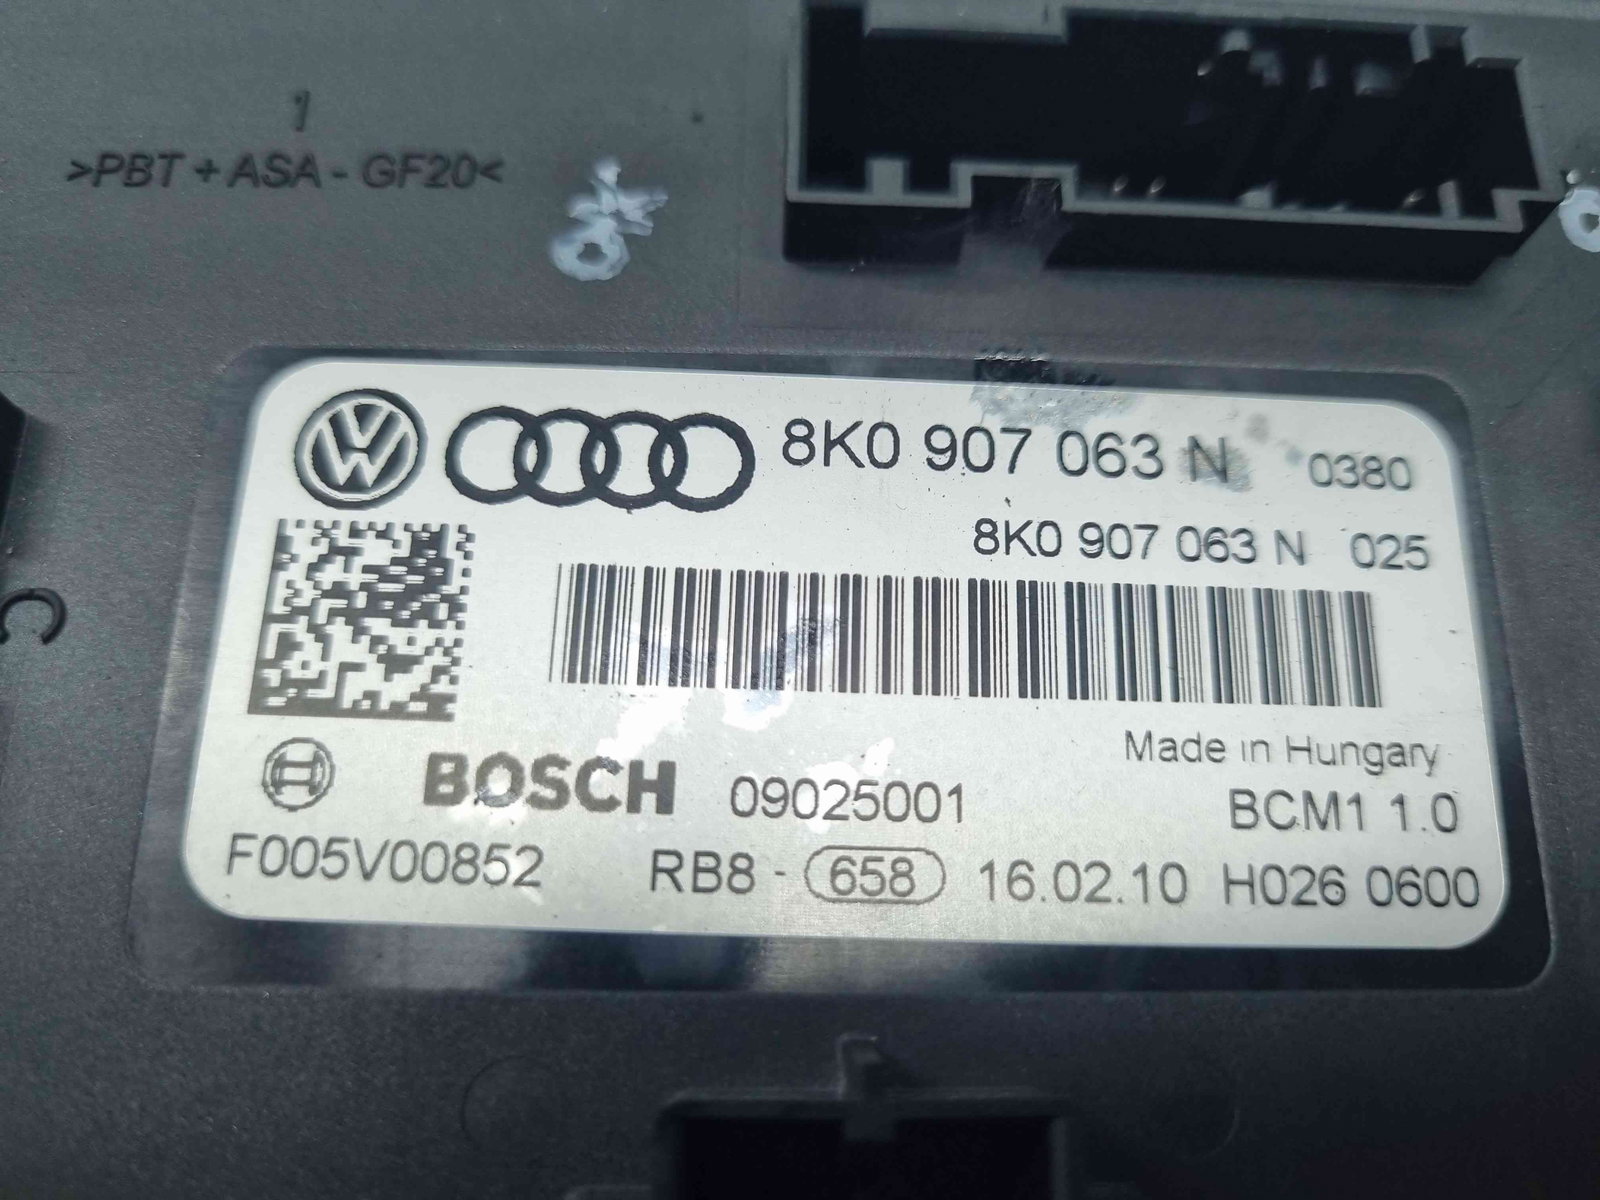 1
>PBT + ASA - GF20<
8K0 907 063 N 0380
8K0 907 063 N 025
C
Made in Hungary
BOSCH 09025001 BCM1 1.0
F005V00852 RB8 - 658 16.02.10 H026 0600